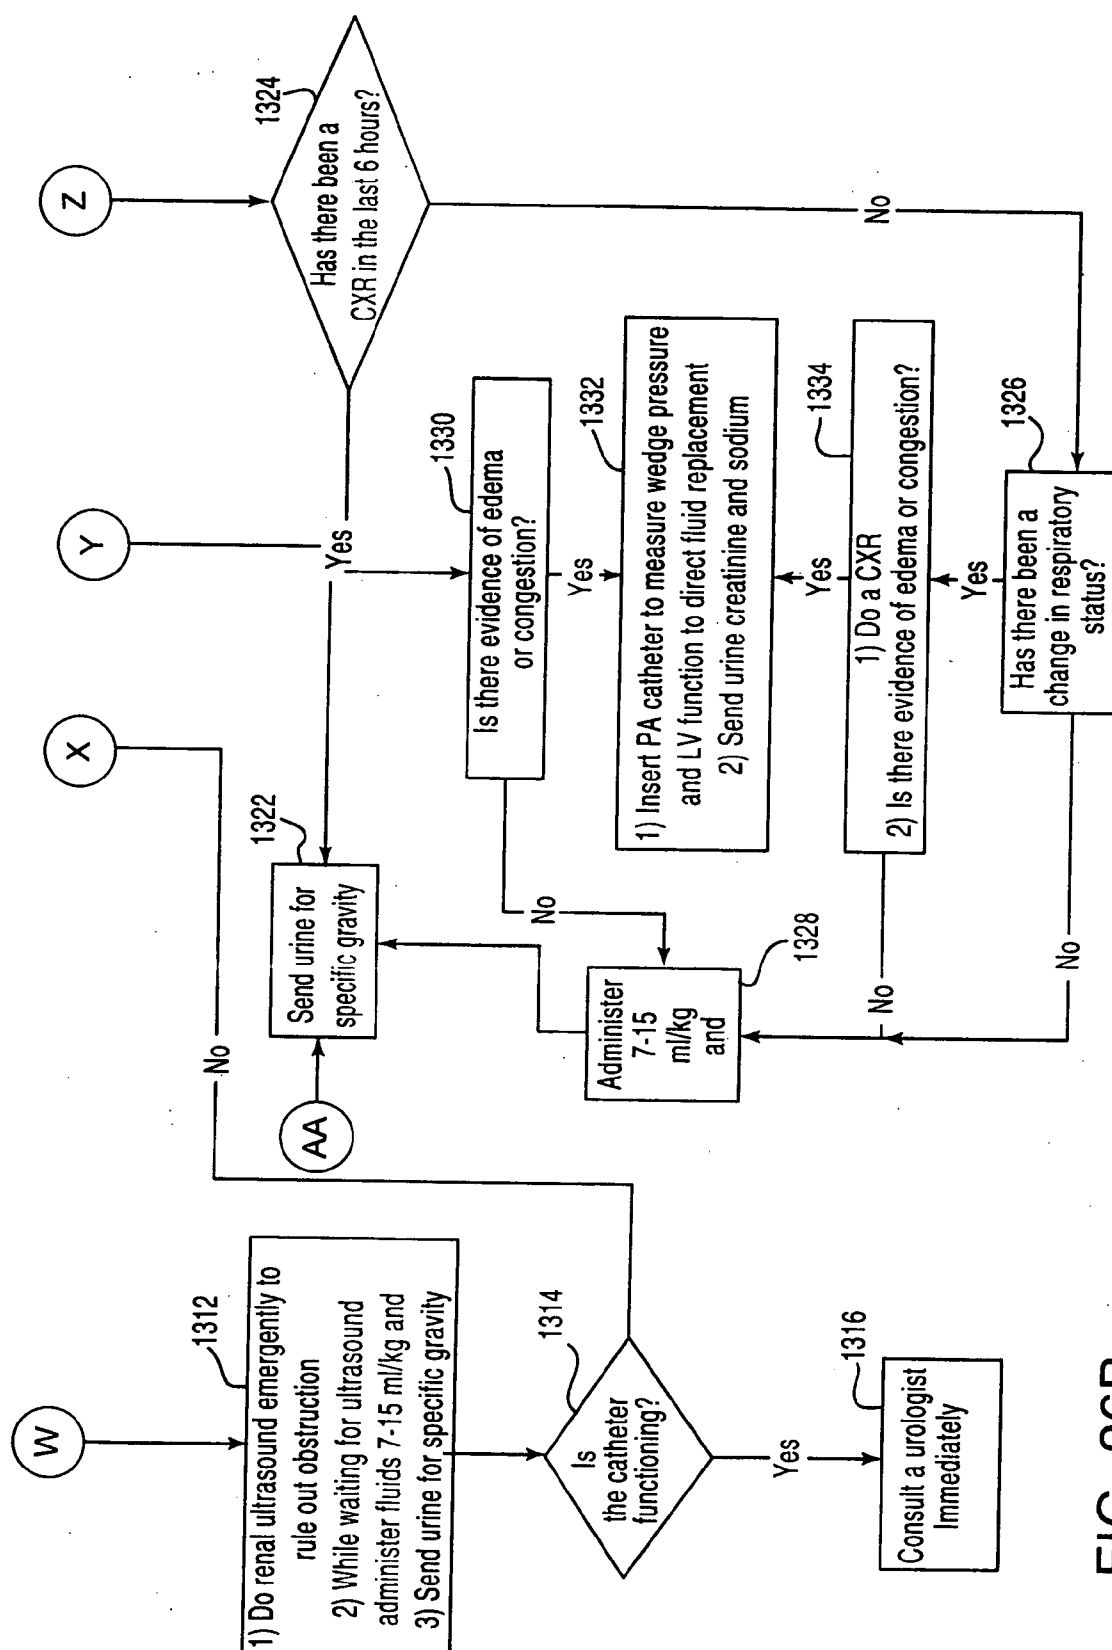 W
X
Y
Z
1312
1) Do renal ultrasound emergently to
rule out obstruction
2) While waiting for ultrasound
administer fluids 7-15 ml/kg and
3) Send urine for specific gravity
No
AA
1322
Send urine for
specific gravity
Yes
1324
Has there been a
CXR in the last 6 hours?
1330
Is there evidence of edema
or congestion?
No
Yes
No
1314
Is
the catheter
functioning?
Yes
1328
Administer
7-15
ml/kg
and
1332
1) Insert PA catheter to measure wedge pressure
and LV function to direct fluid replacement
2) Send urine creatinine and sodium
Yes
No
1334
1) Do a CXR
2) Is there evidence of edema or congestion?
Yes
1316
Consult a urologist
Immediately
No
1326
Has there been a
change in respiratory
status?
FIG.